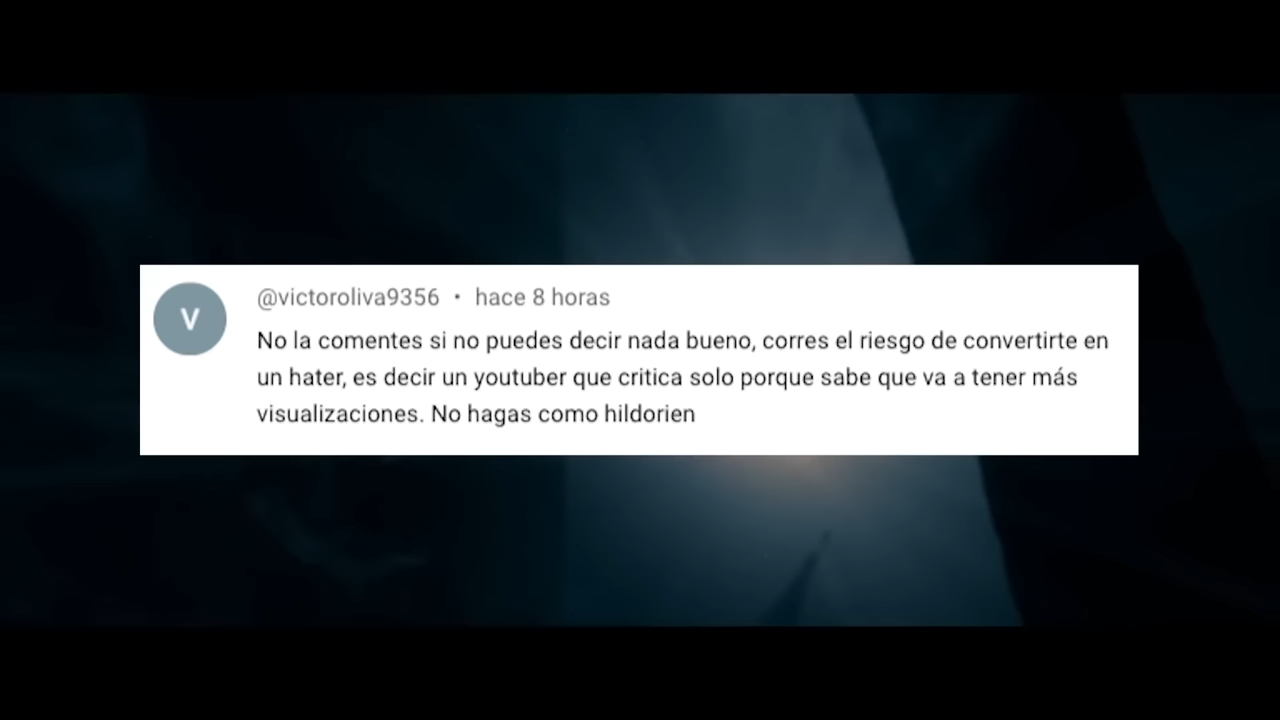 V
@victoroliva9356 • hace 8 horas
No la comentes si no puedes decir nada bueno, corres el riesgo de convertirte en
un hater, es decir un youtuber que critica solo porque sabe que va a tener más
visualizaciones. No hagas como hildorien